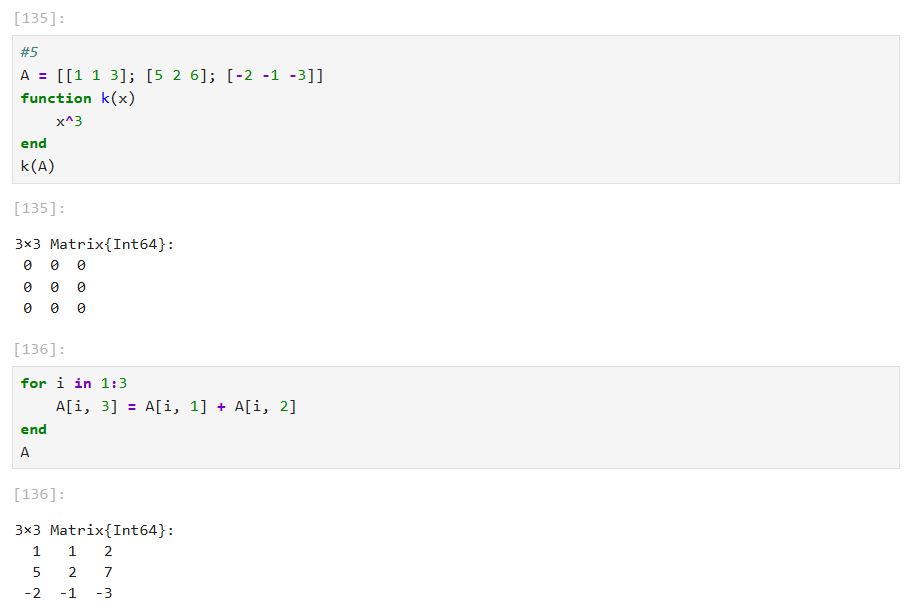 [135]:
#5
A = [[1 1 3]; [5 2 6]; [-2 -1 -3]]
function k(x)
    x^3
end
k(A)
[135]:
3×3 Matrix{Int64}:
 0  0  0
 0  0  0
 0  0  0
[136]:
for i in 1:3
    A[i, 3] = A[i, 1] + A[i, 2]
end
A
[136]:
3×3 Matrix{Int64}:
  1   1   2
  5   2   7
 -2  -1  -3